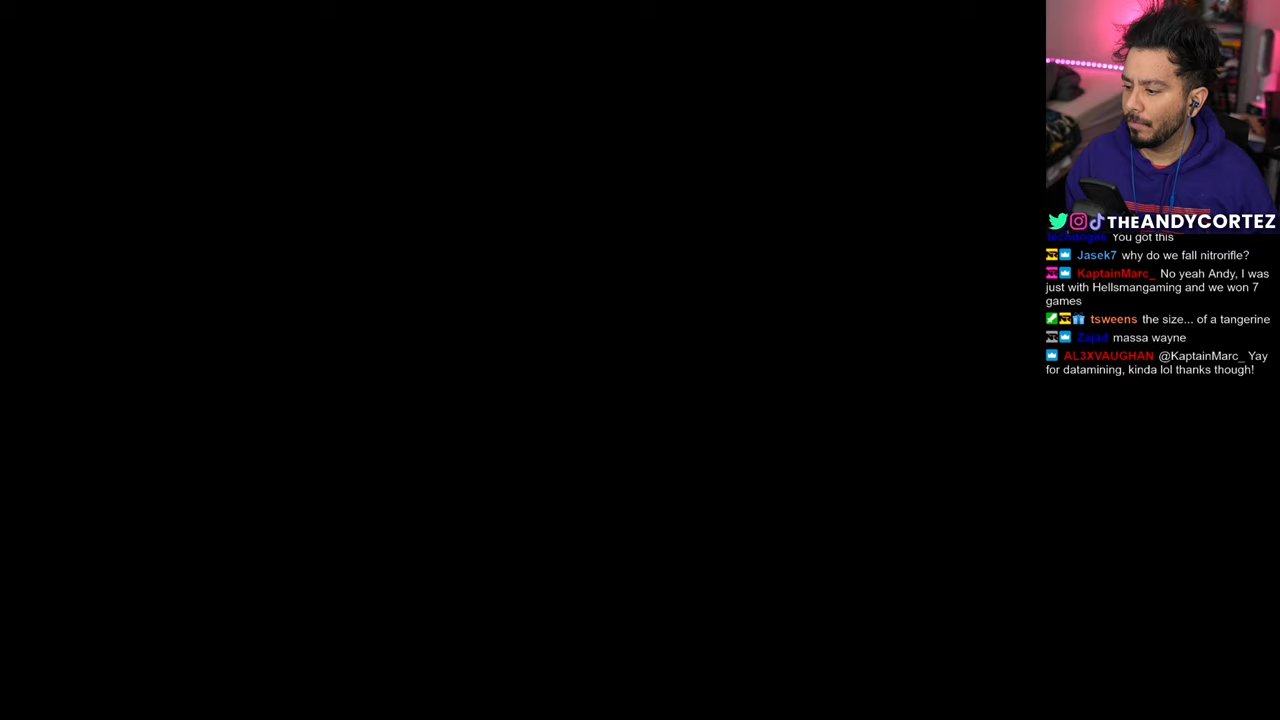 THEANDYCORTEZ
You got this
Jasek7 why do we fall nitrorifle?
KaptainMarc_ No yeah Andy, I was
just with Hellsmangaming and we won 7
games
tsweens the size... of a tangerine
Zajad massa wayne
AL3XVAUGHAN @KaptainMarc_ Yay
for datamining, kinda lol thanks though!